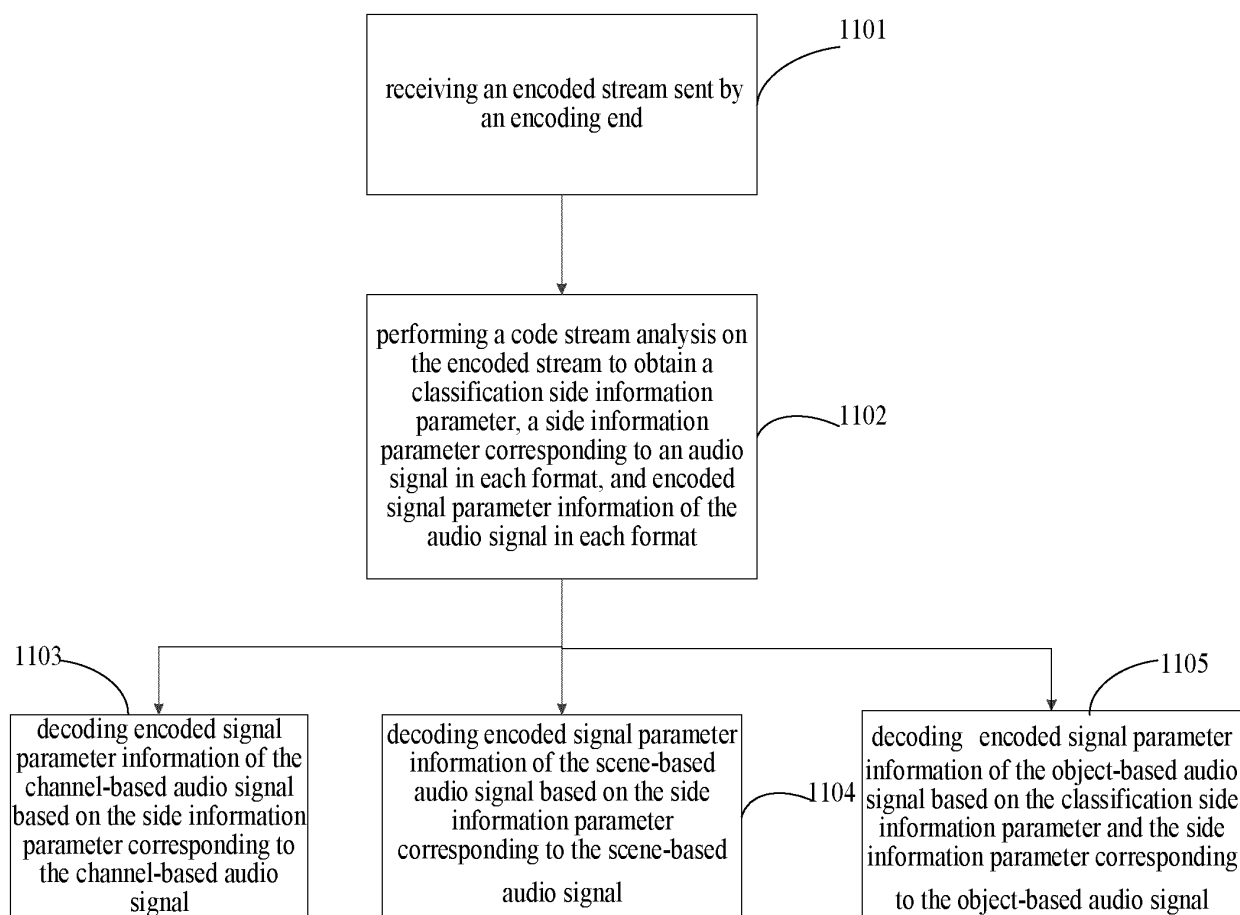 1101
receiving an encoded stream sent by
an encoding end
performing a code stream analysis on
the encoded stream to obtain a
classification side information
parameter, a side information
parameter corresponding to an audio
signal in each format, and encoded
signal parameter information of the
audio signal in each format
1102
1103
decoding encoded signal
parameter information of the
channel-based audio signal
based on the side information
parameter corresponding to
the channel-based audio
signal
decoding encoded signal parameter
information of the scene-based
audio signal based on the side
information parameter
corresponding to the scene-based
audio signal
1104
1105
decoding encoded signal parameter
information of the object-based audio
signal based on the classification side
information parameter and the side
information parameter corresponding
to the object-based audio signal